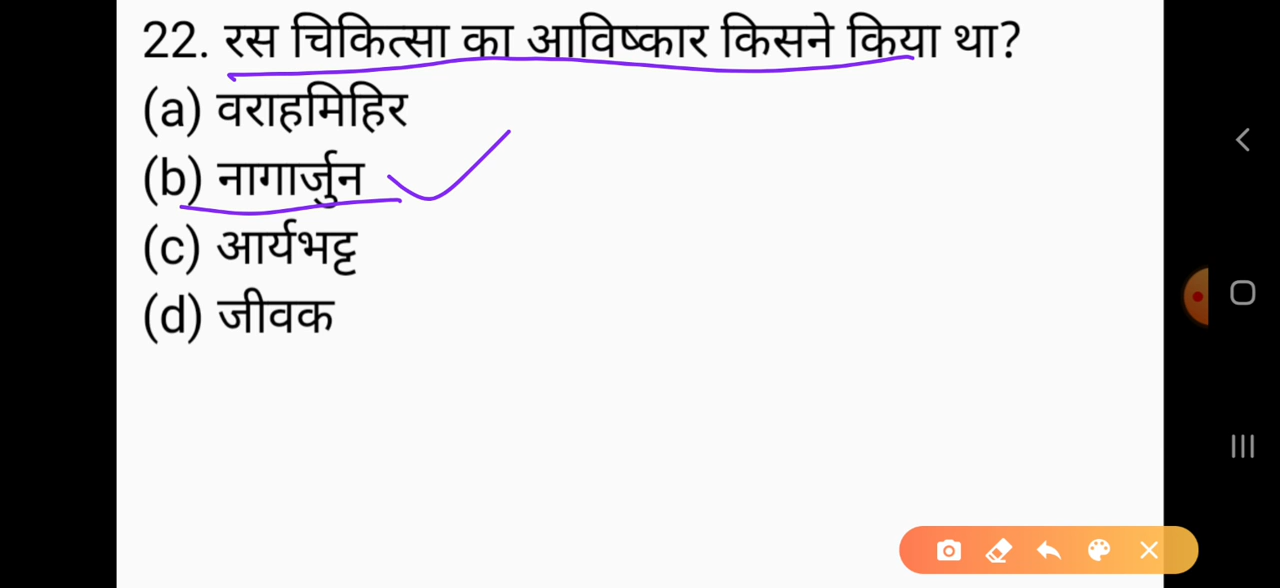 22. रस चिकित्सा का आविष्कार किसने किया था?
(a) वराहमिहिर
(b) नागार्जुन
(c) आर्यभट्ट
(d) जीवक